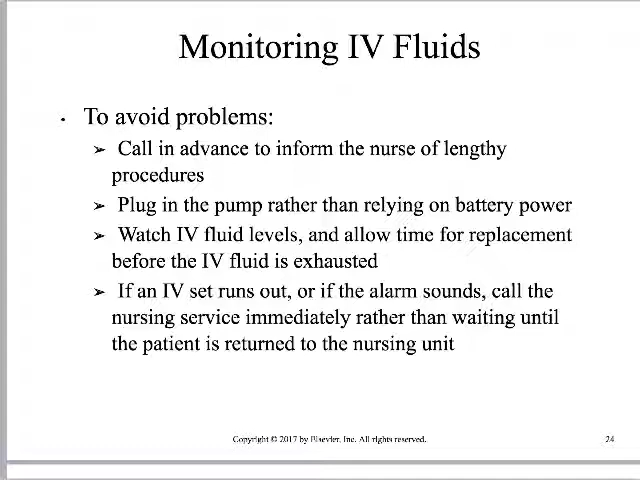 Monitoring IV Fluids
• To avoid problems:
➢ Call in advance to inform the nurse of lengthy
procedures
➢ Plug in the pump rather than relying on battery power
➢ Watch IV fluid levels, and allow time for replacement
before the IV fluid is exhausted
➢ If an IV set runs out, or if the alarm sounds, call the
nursing service immediately rather than waiting until
the patient is returned to the nursing unit
Copyright © 2017 by Elsevier, Inc. All rights reserved.
24